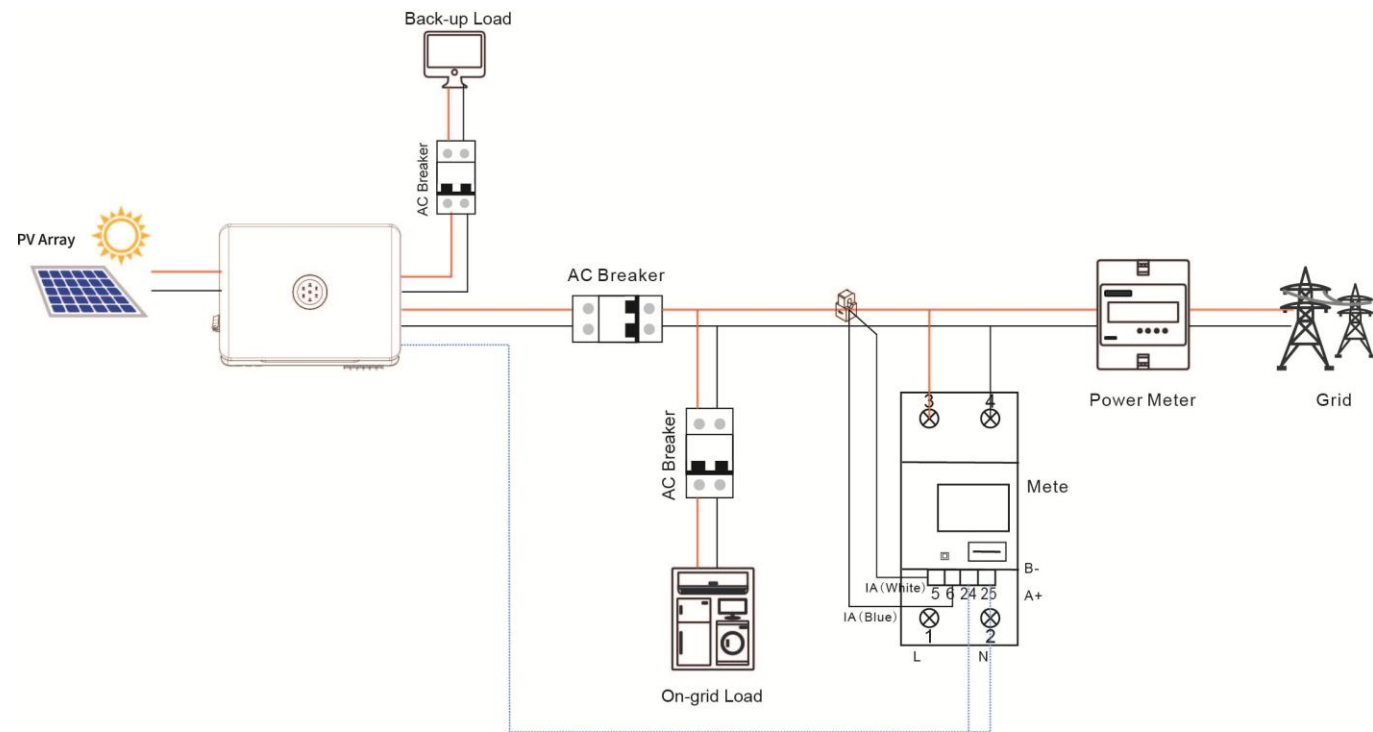 Back-up Load
AC Breaker
PV Array
AC Breaker
AC Breaker
Power Meter
Grid
3 4
Mete
B-
IA(White) 5 6 24 25 A+
IA(Blue)
1 2
L N
On-grid Load